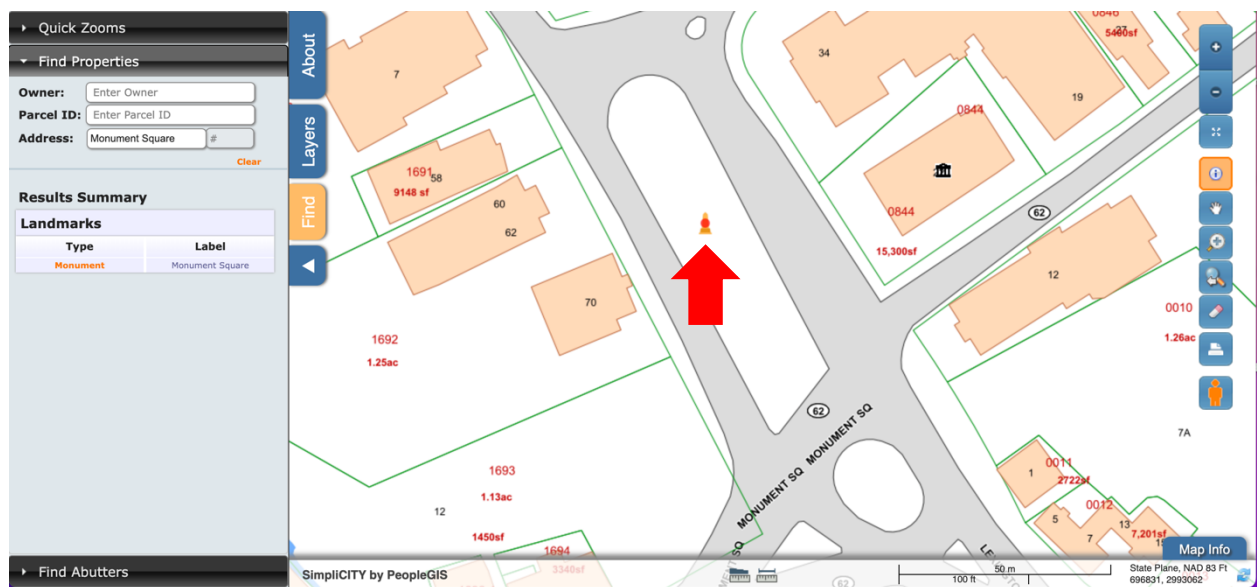 Quick Zooms
Find Properties
Owner: Enter Owner
Parcel ID: Enter Parcel ID
Address: Monument Square #
Clear
Results Summary
Landmarks
Type Label
Monument Monument Square
Find Abutters
About
Layers
Find
7
34
0846
27
5460sf
19
0844
1691
58
9148 sf
60
62
0844
15,300sf
62
70
12
1692
1.25ac
0010
1.26ac
62
MONUMENT SQ MONUMENT SQ
7A
1693
1.13ac
12
1
0011
2722sf
0012
5
13
7
7,201sf
1450sf
1694
3340sf
62
SimpliCITY by PeopleGIS
50 m
100 ft
Map Info
State Plane, NAD 83 Ft
696831, 2993062